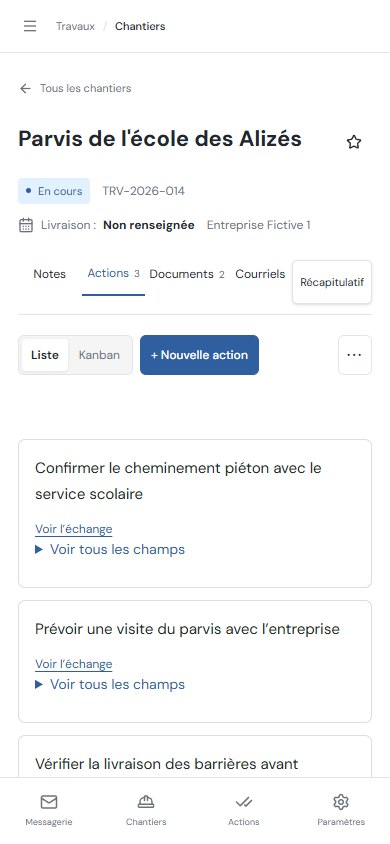 Travaux / Chantiers
Tous les chantiers
Parvis de l'école des Alizés
En cours TRV-2026-014
Livraison : Non renseignée Entreprise Fictive 1
Notes Actions 3 Documents 2 Courriels Récapitulatif
Liste Kanban + Nouvelle action ...
Confirmer le cheminement piéton avec le
service scolaire
Voir l’échange
Voir tous les champs
Prévoir une visite du parvis avec l’entreprise
Voir l’échange
Voir tous les champs
Vérifier la livraison des barrières avant
Messagerie Chantiers Actions Paramètres